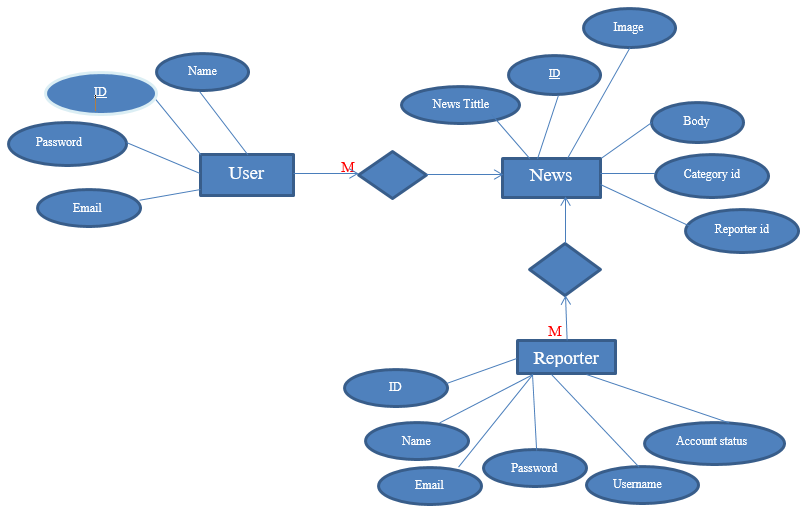 Image
ID
Name
ID
News Tittle
Body
Password
M
User
News
Category id
Email
Reporter id
M
Reporter
ID
Name
Account status
Password
Email
Username